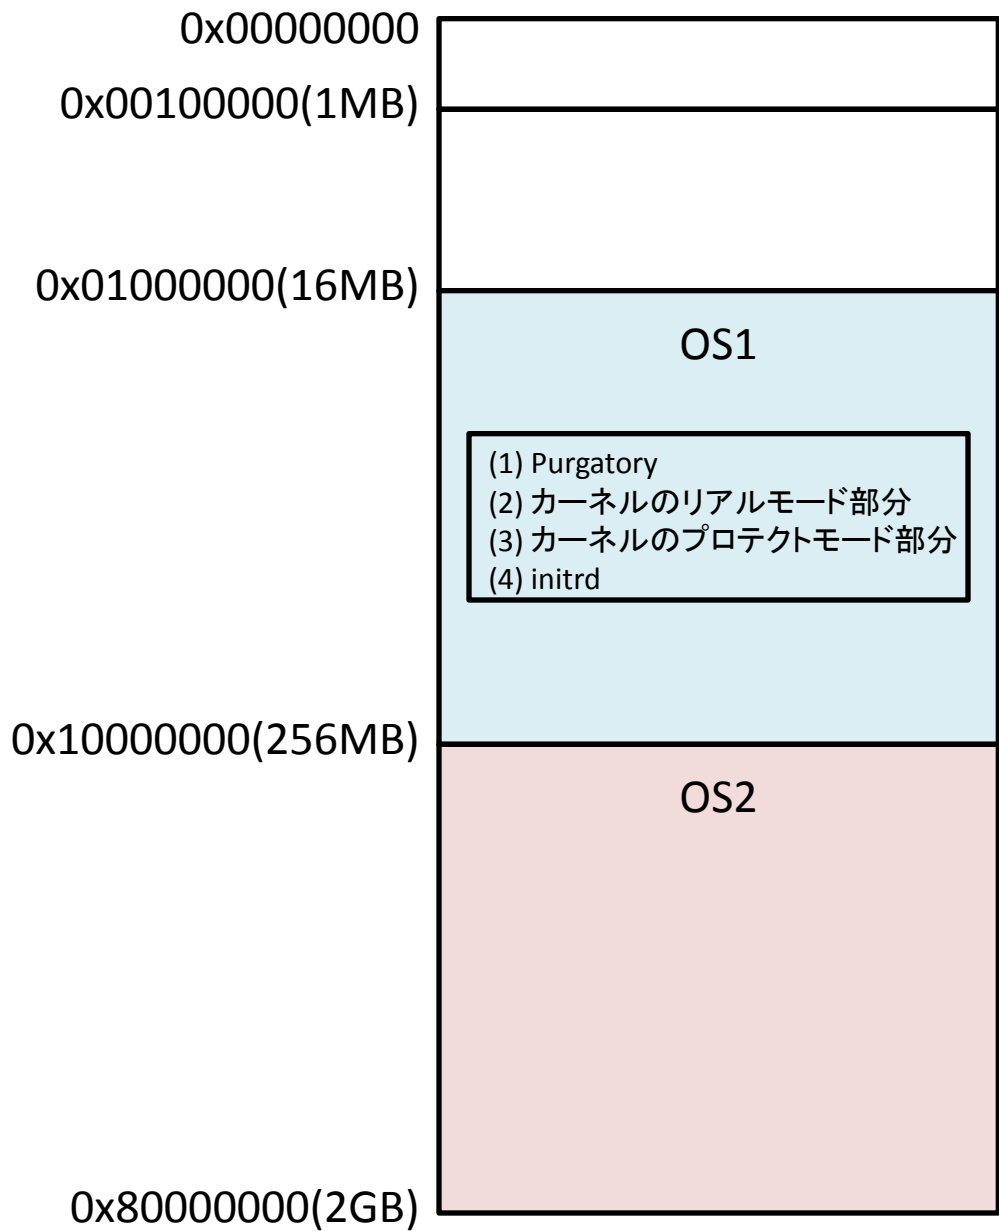 0x00000000
0x00100000(1MB)
0x01000000(16MB)
OS1
(1) Purgatory
(2) カーネルのリアルモード部分
(3) カーネルのプロテクトモード部分
(4) initrd
0x10000000(256MB)
OS2
0x80000000(2GB)